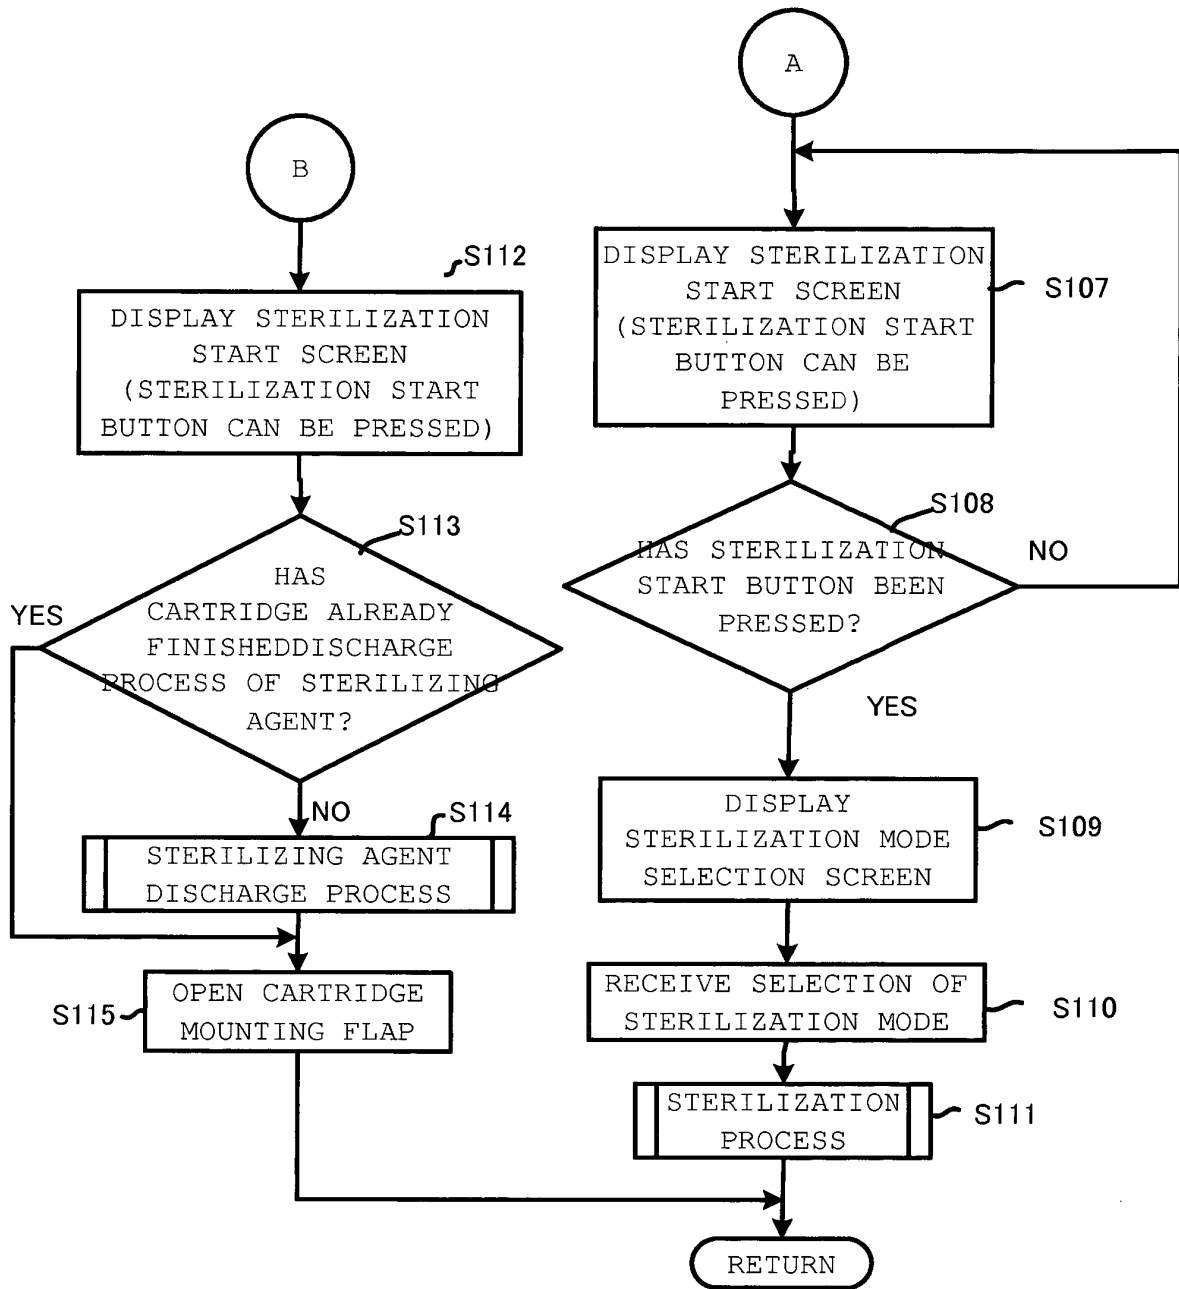 B
S112
DISPLAY STERILIZATION
START SCREEN
(STERILIZATION START
BUTTON CAN BE PRESSED)
S113
HAS
CARTRIDGE ALREADY
FINISHEDDISCHARGE
PROCESS OF STERILIZING
AGENT?
YES
NO
S114
STERILIZING AGENT
DISCHARGE PROCESS
S115
OPEN CARTRIDGE
MOUNTING FLAP
A
DISPLAY STERILIZATION
START SCREEN
(STERILIZATION START
BUTTON CAN BE
PRESSED)
S107
S108
HAS STERILIZATION
START BUTTON BEEN
PRESSED?
NO
YES
DISPLAY
STERILIZATION MODE
SELECTION SCREEN
S109
RECEIVE SELECTION OF
STERILIZATION MODE
S110
STERILIZATION
PROCESS
S111
RETURN